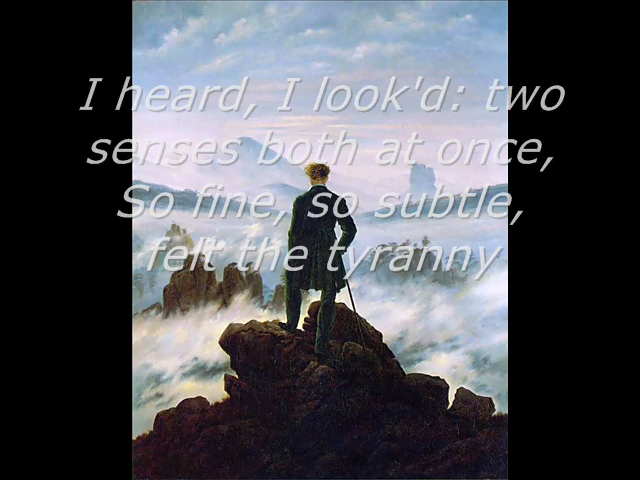 I heard, I look'd: two
senses both at once,
So fine, so subtle,
felt the tyranny